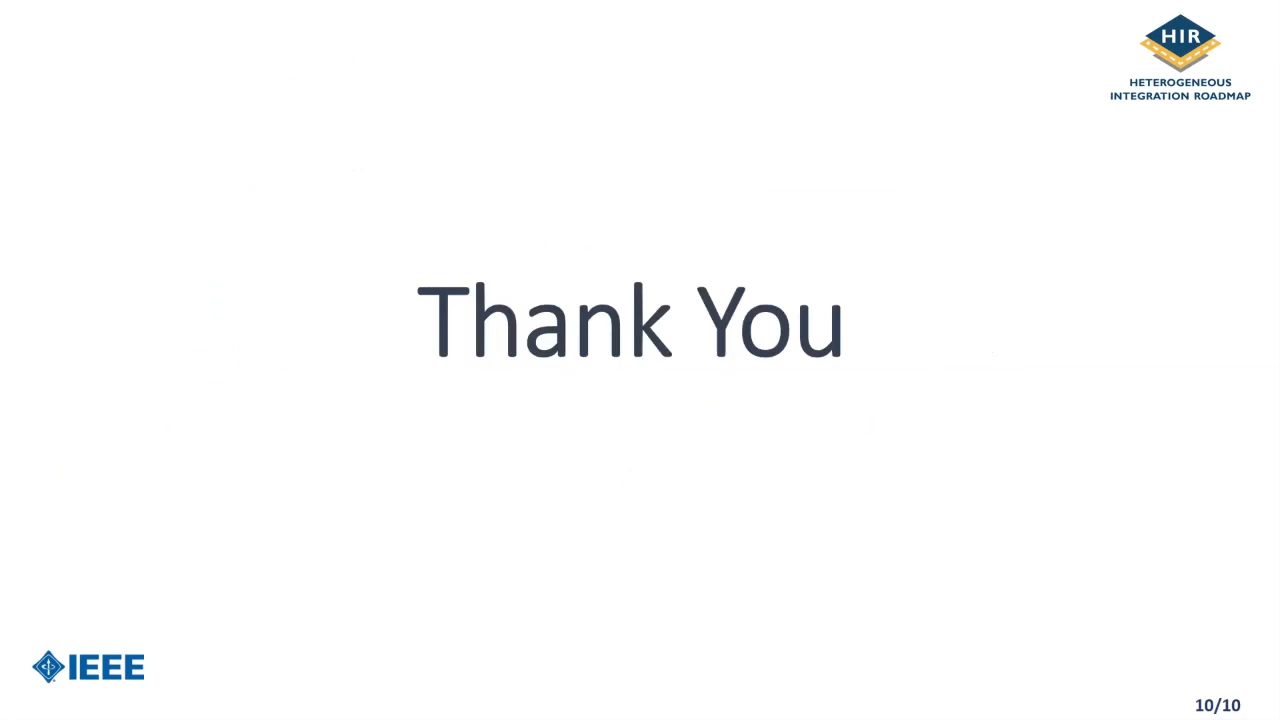 HIR
HETEROGENEOUS
INTEGRATION ROADMAP
Thank You
IEEE
10/10